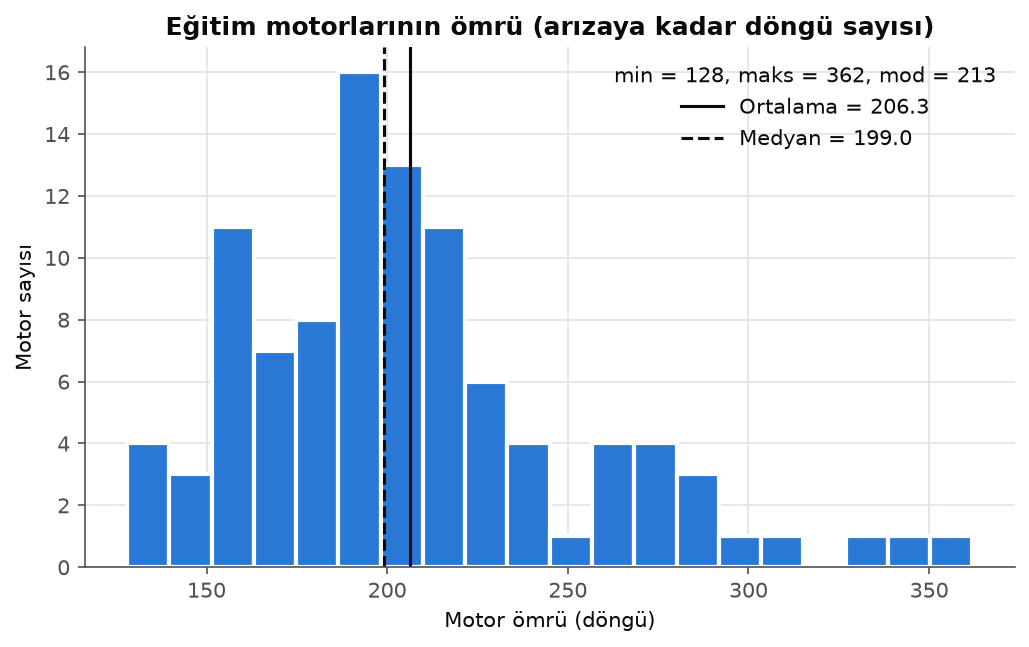 Eğitim motorlarının ömrü (arızaya kadar döngü sayısı)
min = 128, maks = 362, mod = 213
Ortalama = 206.3
Medyan = 199.0
Motor sayısı
16
14
12
10
8
6
4
2
0
150 200 250 300 350
Motor ömrü (döngü)